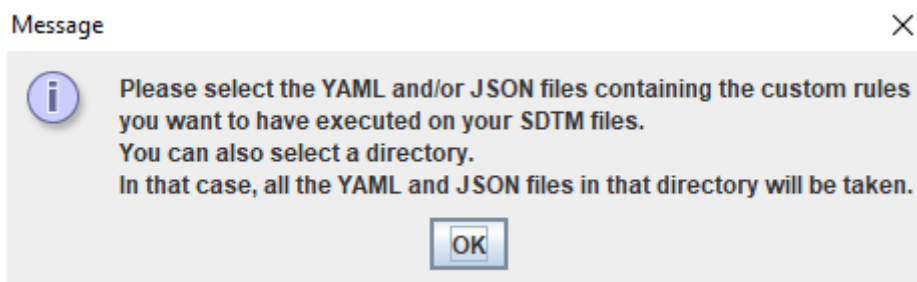 Message
Please select the YAML and/or JSON files containing the custom rules
you want to have executed on your SDTM files.
You can also select a directory.
In that case, all the YAML and JSON files in that directory will be taken.
OK